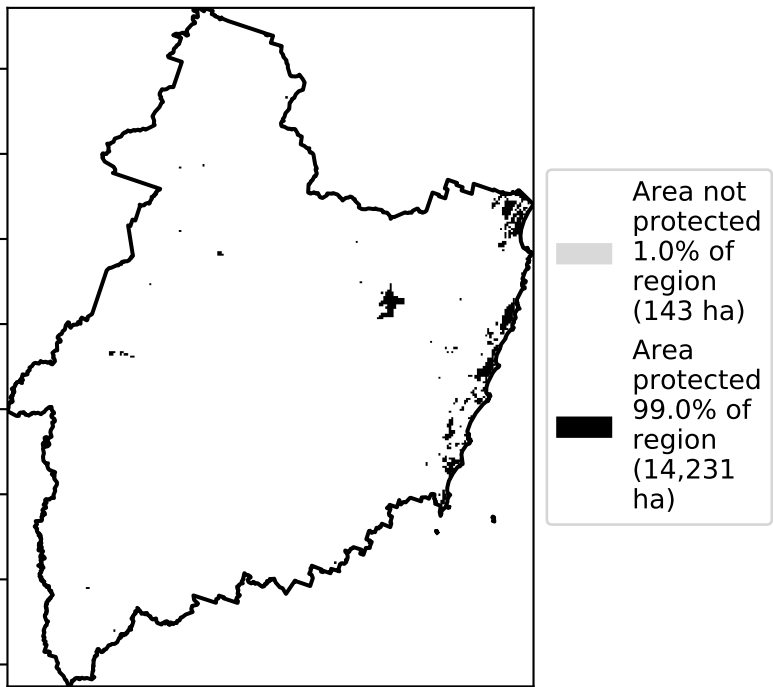 Area not
protected
1.0% of
region
(143 ha)
Area
protected
99.0% of
region
(14,231
ha)